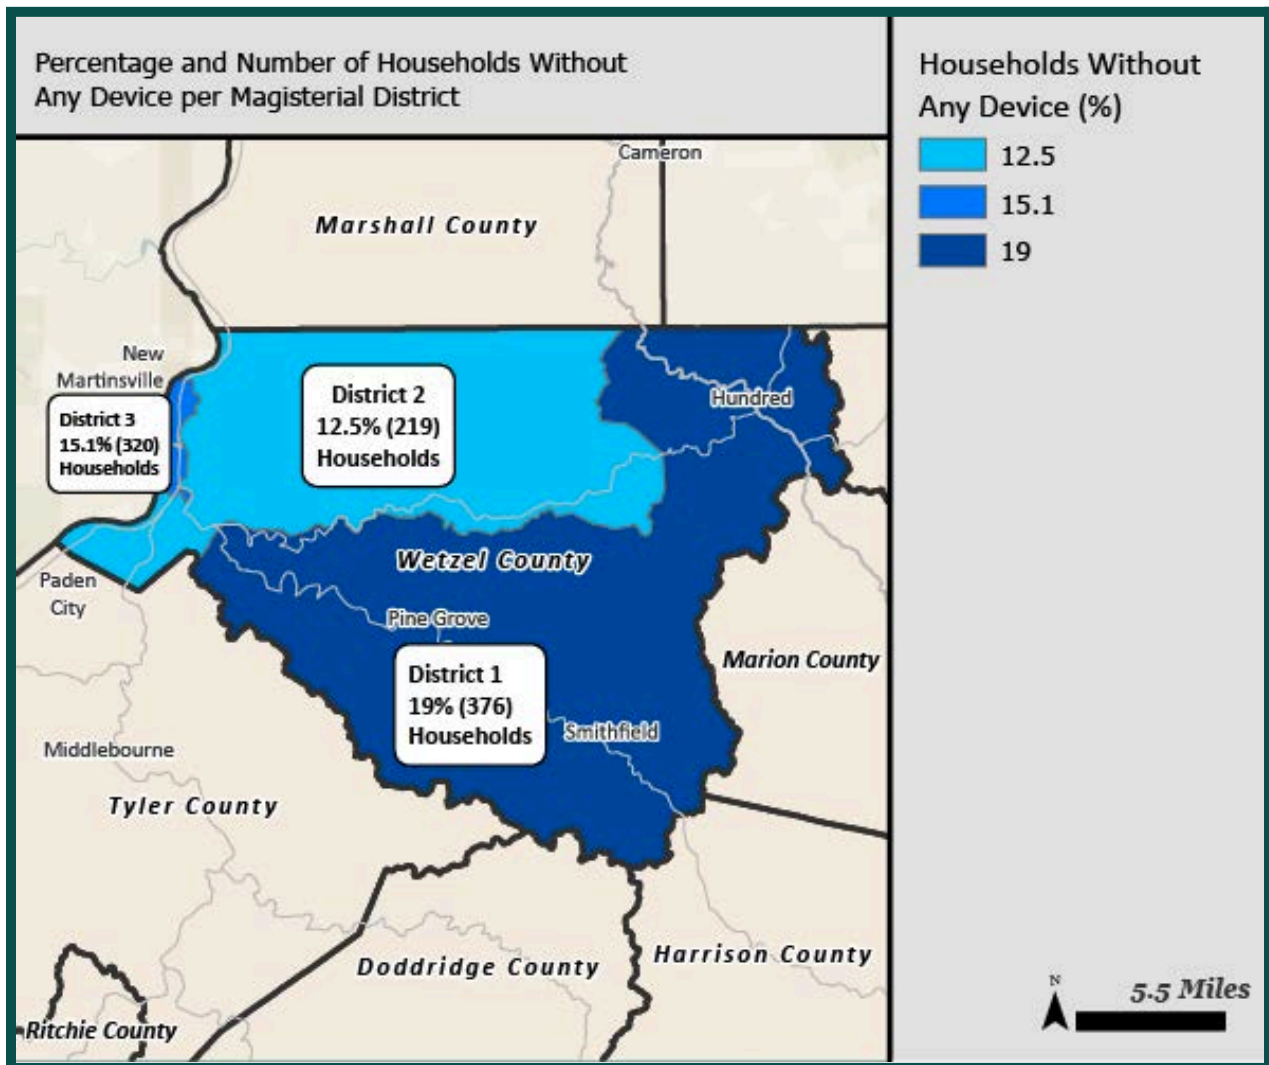 Percentage and Number of Households Without
Any Device per Magisterial District
Households Without
Any Device (%)
12.5
15.1
19
Cameron
Marshall County
New
Martinsville
District 3
15.1% (320)
Households
District 2
12.5% (219)
Households
Hundred
Wetzel County
Paden
City
Pine Grove
District 1
19% (376)
Households
Marion County
Smithfield
Middlebourne
Tyler County
Doddridge County
Harrison County
Ritchie County
N
5.5 Miles